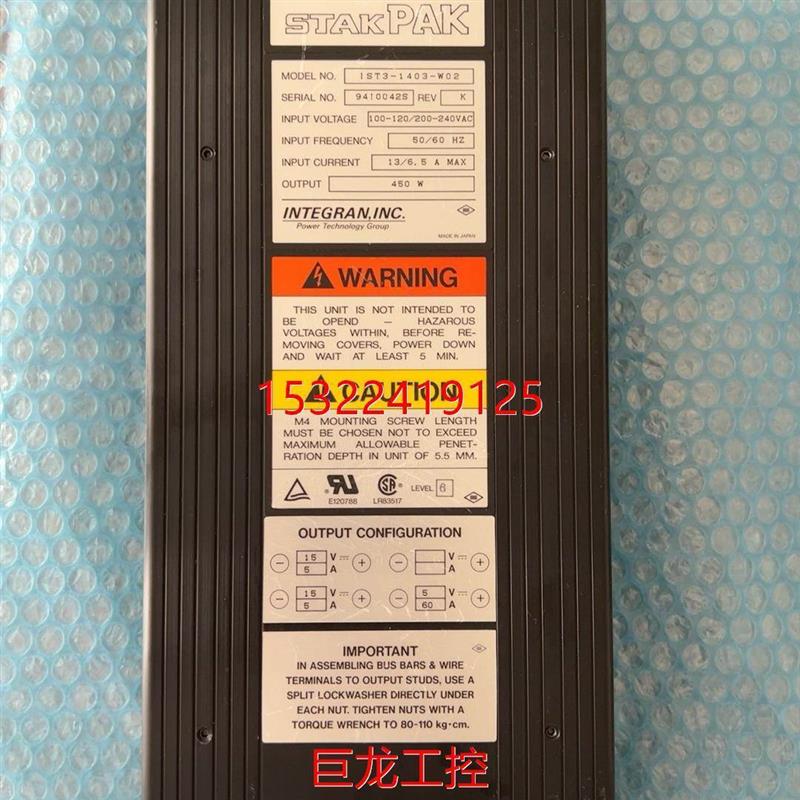 STAKPAK
MODEL NO. IST3-1403-W02
SERIAL NO. 9410042S REV K
INPUT VOLTAGE 100-120/200-240VAC
INPUT FREQUENCY 50/60 HZ
INPUT CURRENT 13/6.5 A MAX
OUTPUT 450 W
INTEGRAN,INC.
Power Technology Group
MADE IN JAPAN
WARNING
THIS UNIT IS NOT INTENDED TO
BE OPEND – HAZAROUS
VOLTAGES WITHIN, BEFORE RE-
MOVING COVERS, POWER DOWN
AND WAIT AT LEAST 5 MIN.
CAUTION
15322419125
M4 MOUNTING SCREW LENGTH
MUST BE CHOSEN NOT TO EXCEED
MAXIMUM ALLOWABLE PENET-
RATION DEPTH IN UNIT OF 5.5 MM.
E120788 LR83517 LEVEL 6
OUTPUT CONFIGURATION
− 15 V + − V +
5 A A
− 15 V + − 5 V +
5 A 60 A
IMPORTANT
IN ASSEMBLING BUS BARS & WIRE
TERMINALS TO OUTPUT STUDS, USE A
SPLIT LOCKWASHER DIRECTLY UNDER
EACH NUT. TIGHTEN NUTS WITH A
TORQUE WRENCH TO 80-110 kg·cm.
巨龙工控